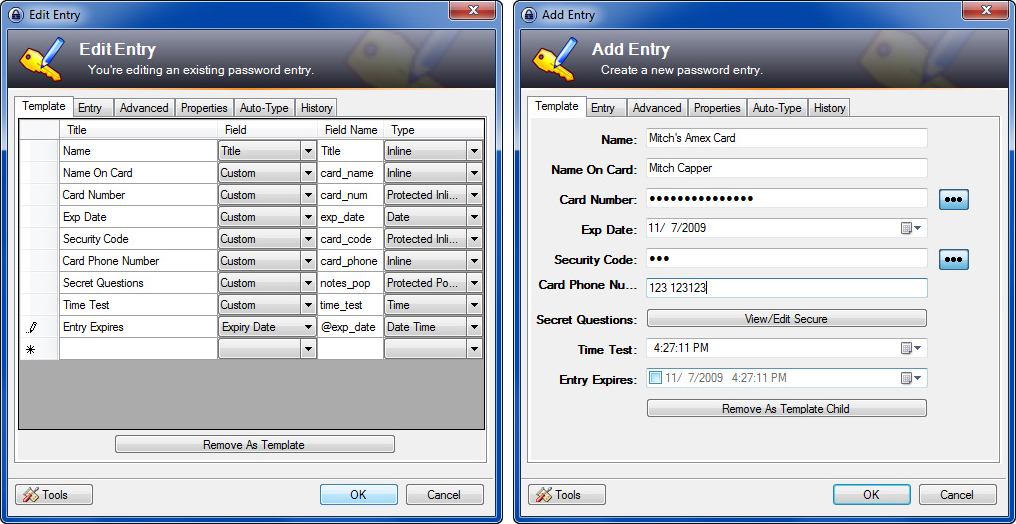 Edit Entry
Edit Entry
You're editing an existing password entry.
Template Entry Advanced Properties Auto-Type History
Title Field Field Name Type
Name Title Title Inline
Name On Card Custom card_name Inline
Card Number Custom card_num Protected Inli...
Exp Date Custom exp_date Date
Security Code Custom card_code Protected Inli...
Card Phone Number Custom card_phone Inline
Secret Questions Custom notes_pop Protected Po...
Time Test Custom time_test Time
Entry Expires Expiry Date @exp_date Date Time
Remove As Template
Tools OK Cancel
Add Entry
Add Entry
Create a new password entry.
Template Entry Advanced Properties Auto-Type History
Name: Mitch's Amex Card
Name On Card: Mitch Capper
Card Number: •••••••••••••••
Exp Date: 11/ 7/2009
Security Code: •••
Card Phone Nu... 123 123123
Secret Questions: View/Edit Secure
Time Test: 4:27:11 PM
Entry Expires: 11/ 7/2009 4:27:11 PM
Remove As Template Child
Tools OK Cancel